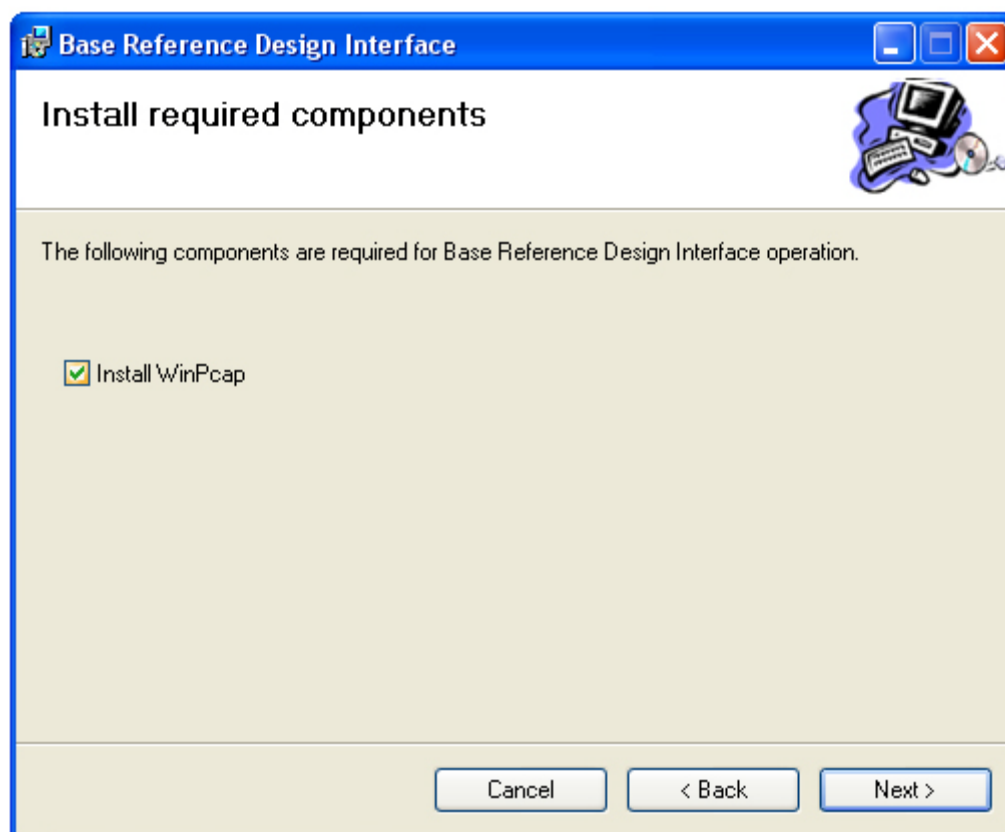 Base Reference Design Interface
Install required components
The following components are required for Base Reference Design Interface operation.
Install WinPcap
Cancel
< Back
Next >